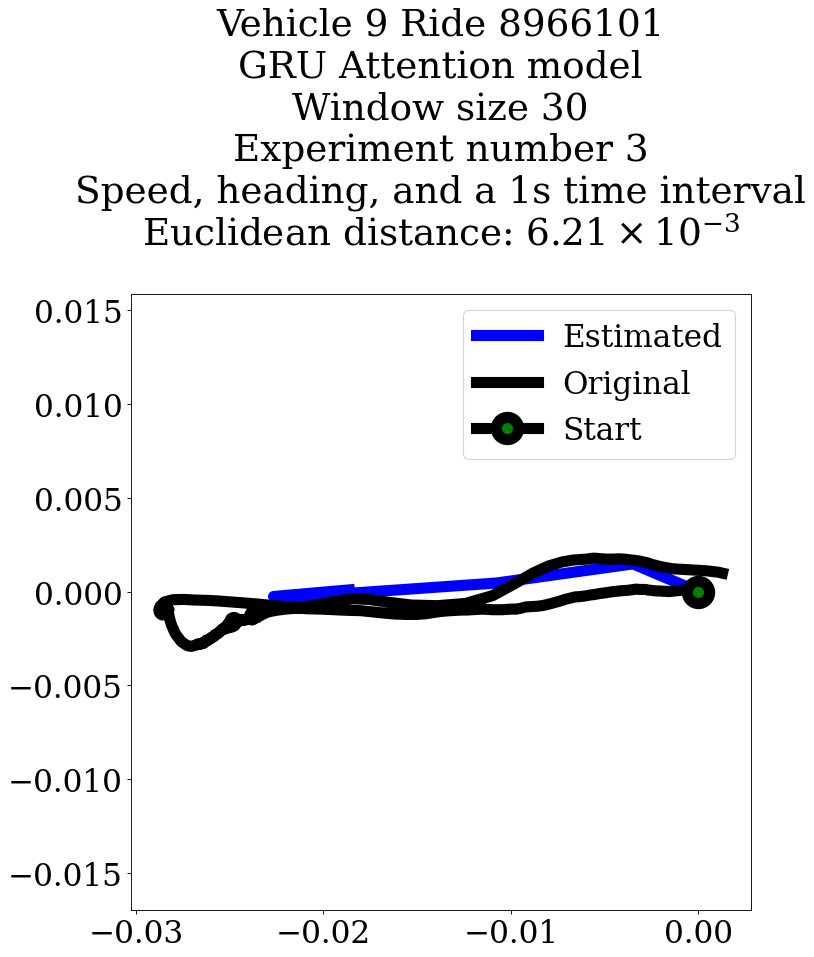 Vehicle 9 Ride 8966101
GRU Attention model
Window size 30
Experiment number 3
Speed, heading, and a 1s time interval
Euclidean distance: 6.21 × 10⁻³
Estimated
Original
Start
0.015
0.010
0.005
0.000
−0.005
−0.010
−0.015
−0.03
−0.02
−0.01
0.00